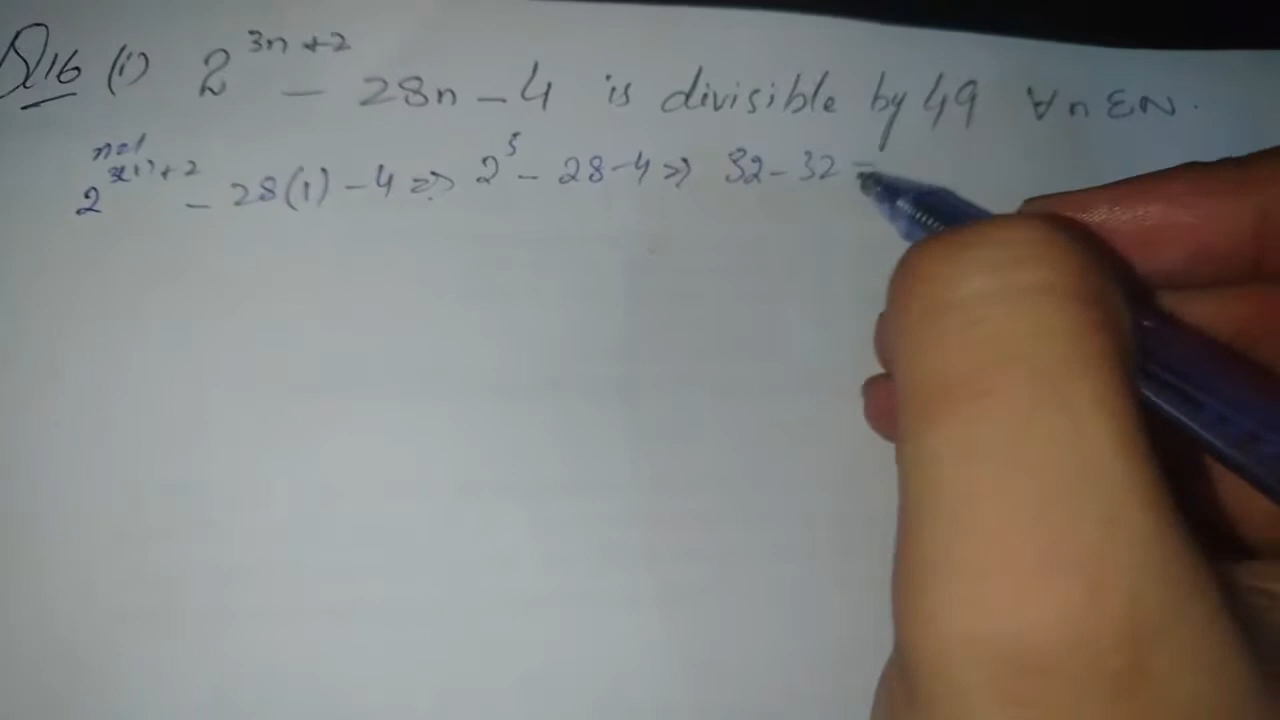 Q16 (i) 2^{3n+2} - 28n - 4 is divisible by 49 ∀ n ∈ N.
n=1
2^{3(1)+2} - 28(1) - 4 => 2^5 - 28 - 4 => 32 - 32 =